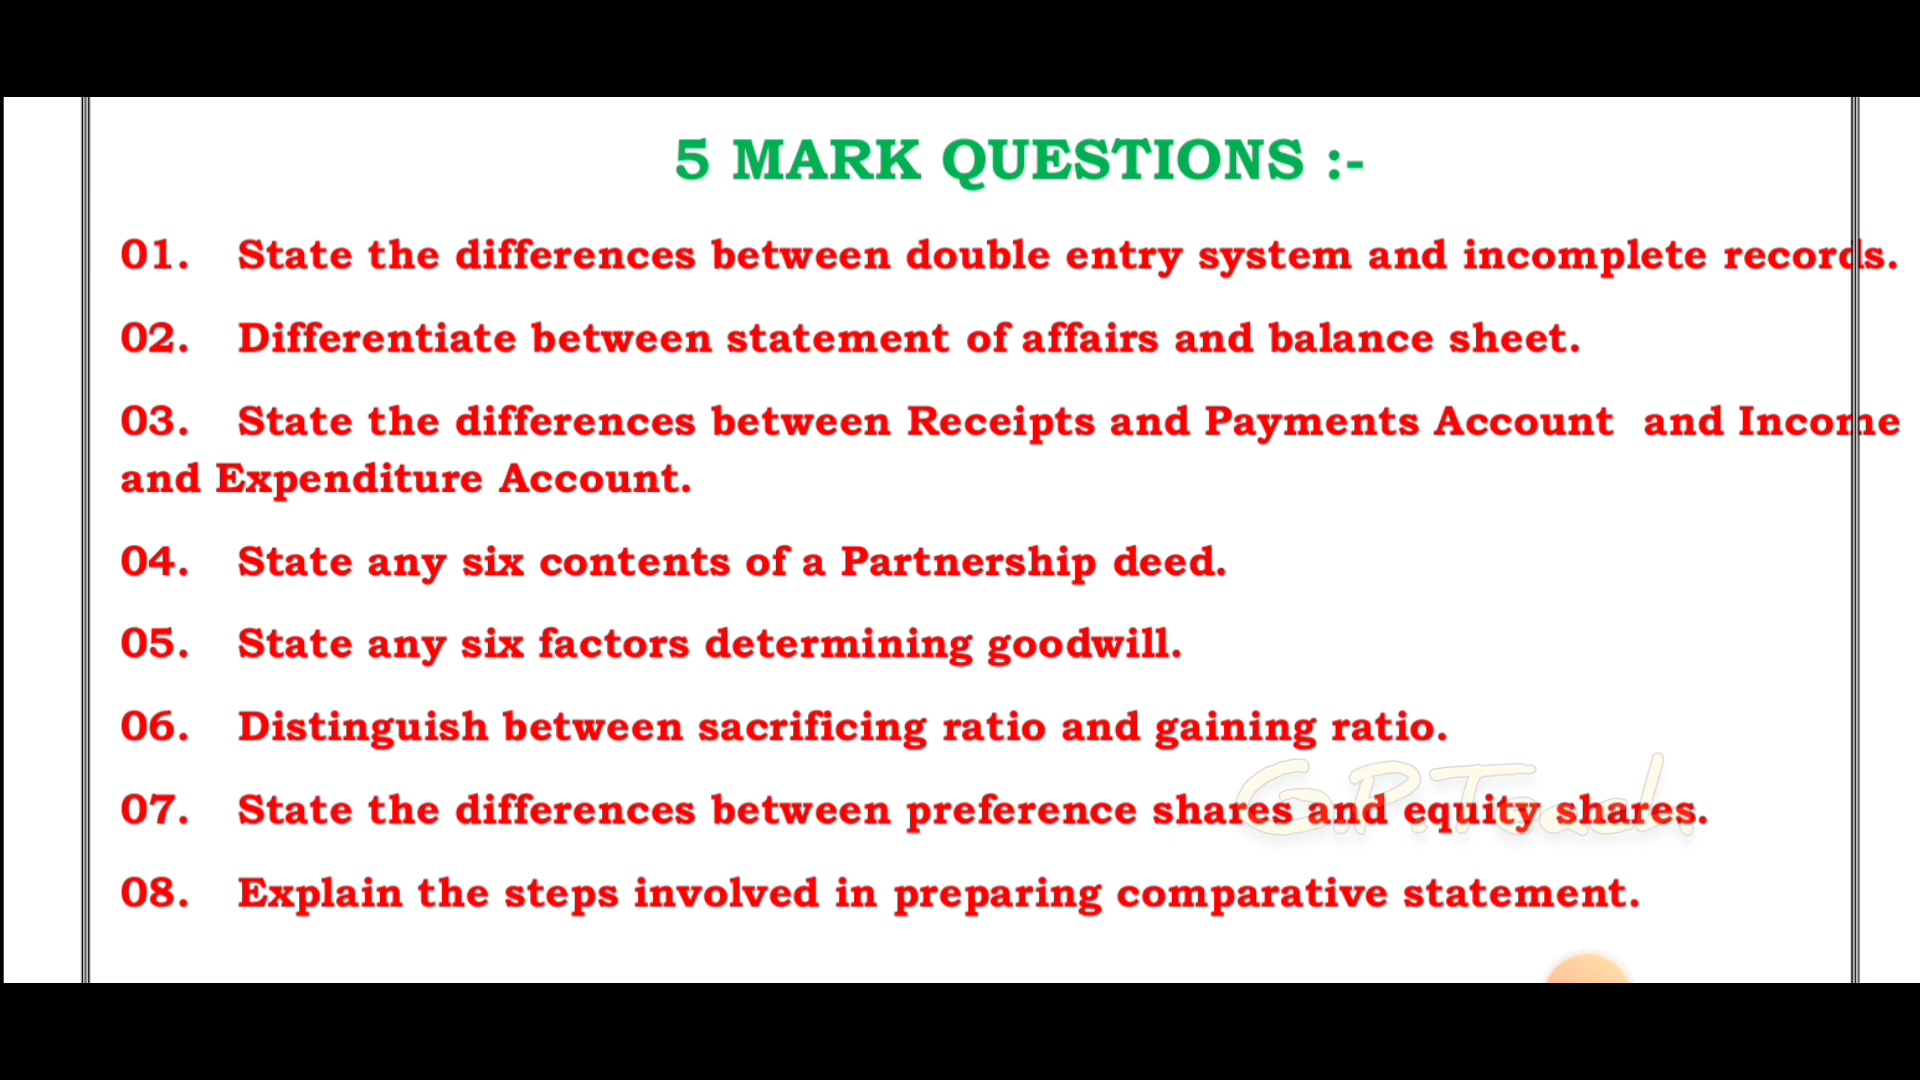 5 MARK QUESTIONS :-
01. State the differences between double entry system and incomplete records.
02. Differentiate between statement of affairs and balance sheet.
03. State the differences between Receipts and Payments Account and Income
and Expenditure Account.
04. State any six contents of a Partnership deed.
05. State any six factors determining goodwill.
06. Distinguish between sacrificing ratio and gaining ratio.
G.P.Teach.
07. State the differences between preference shares and equity shares.
08. Explain the steps involved in preparing comparative statement.